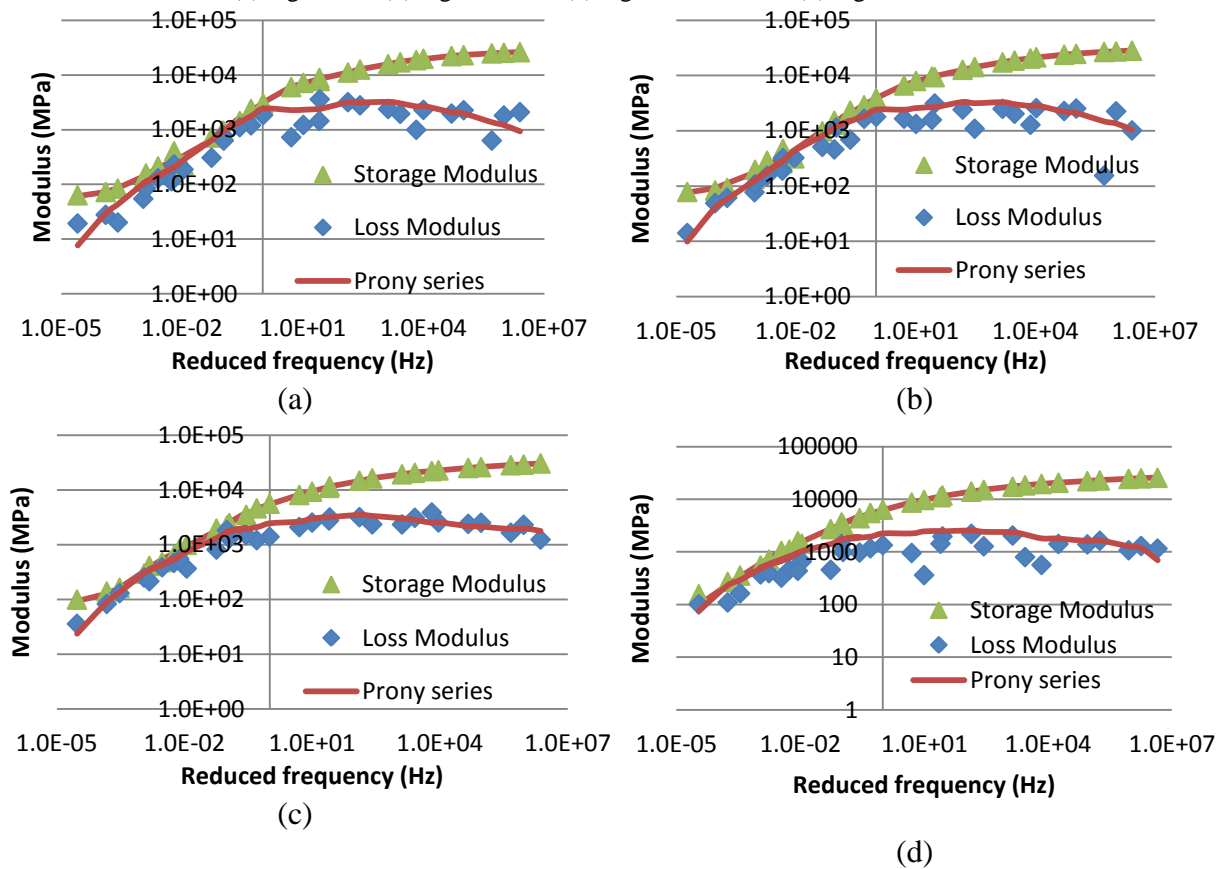 1.0E+05
1.0E+04
1.0E+03
1.0E+02
1.0E+01
1.0E+00
Modulus (MPa)
Storage Modulus
Loss Modulus
Prony series
1.0E-05 1.0E-02 1.0E+01 1.0E+04 1.0E+07
Reduced frequency (Hz)
(a)
1.0E+05
1.0E+04
1.0E+03
1.0E+02
1.0E+01
1.0E+00
Modulus (MPa)
Storage Modulus
Loss Modulus
Prony series
1.0E-05 1.0E-02 1.0E+01 1.0E+04 1.0E+07
Reduced frequency (Hz)
(b)
1.0E+05
1.0E+04
1.0E+03
1.0E+02
1.0E+01
1.0E+00
Modulus (MPa)
Storage Modulus
Loss Modulus
Prony series
1.0E-05 1.0E-02 1.0E+01 1.0E+04 1.0E+07
Reduced frequency (Hz)
(c)
100000
10000
1000
100
10
1
Modulus (MPa)
Storage Modulus
Loss Modulus
Prony series
1.0E-05 1.0E-02 1.0E+01 1.0E+04 1.0E+07
Reduced frequency (Hz)
(d)